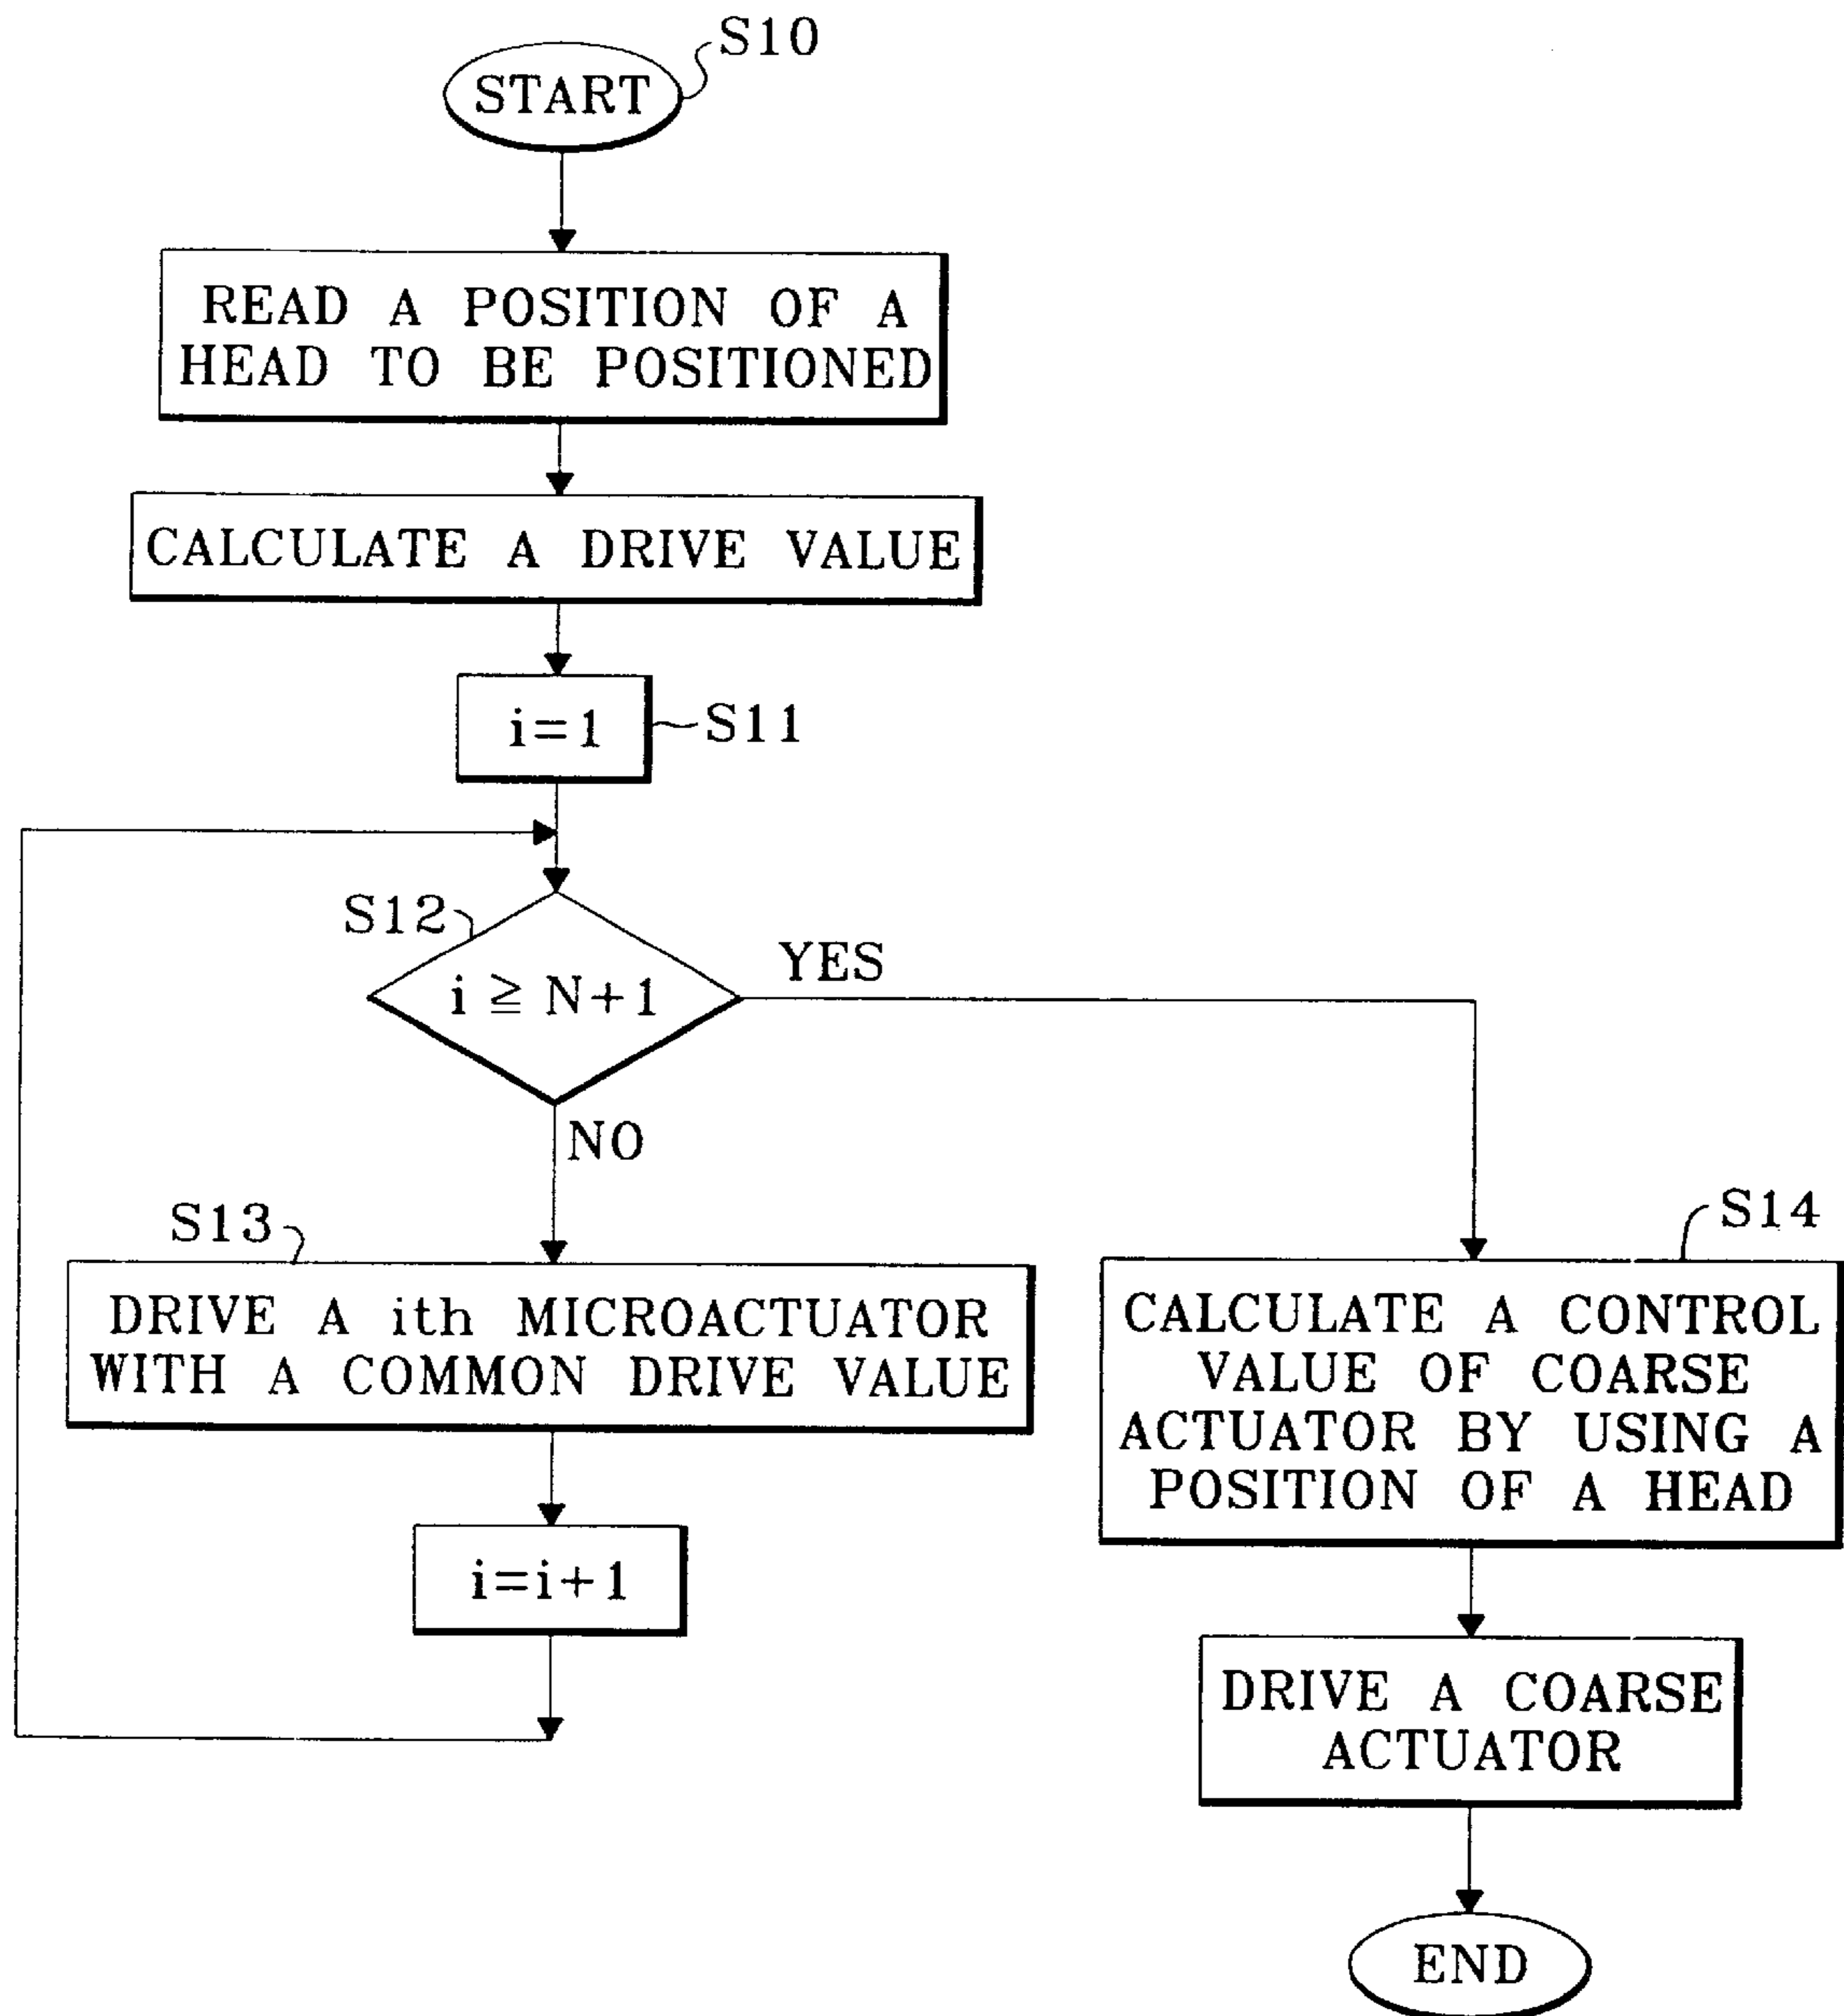 S10
START
READ A POSITION OF A
HEAD TO BE POSITIONED
CALCULATE A DRIVE VALUE
i=1
S11
S12
i ≧ N+1
YES
NO
S13
DRIVE A ith MICROACTUATOR
WITH A COMMON DRIVE VALUE
i=i+1
S14
CALCULATE A CONTROL
VALUE OF COARSE
ACTUATOR BY USING A
POSITION OF A HEAD
DRIVE A COARSE
ACTUATOR
END